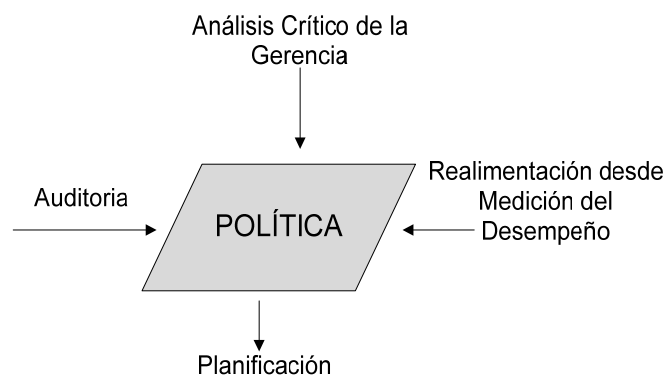 Análisis Crítico de la
Gerencia
Auditoria
POLÍTICA
Realimentación desde
Medición del
Desempeño
Planificación